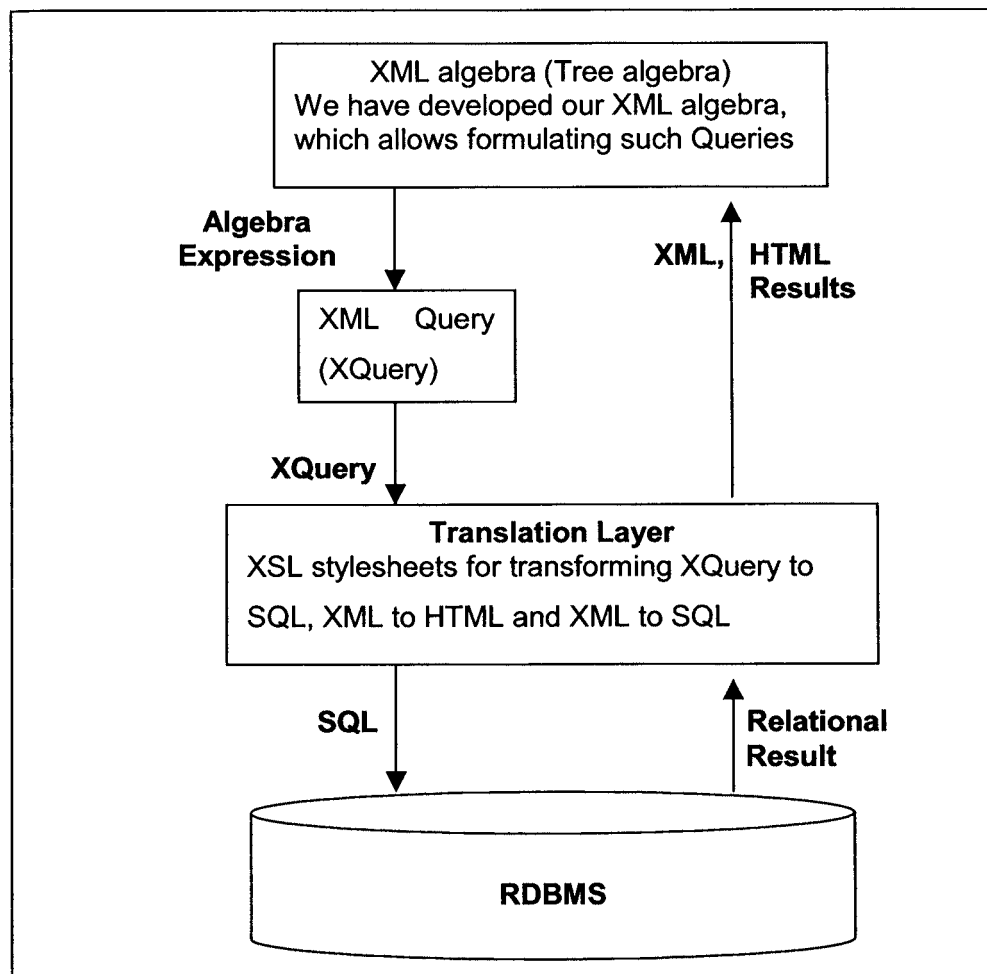 XML algebra (Tree algebra)
We have developed our XML algebra,
which allows formulating such Queries
Algebra
Expression
XML, HTML
Results
XML Query
(XQuery)
XQuery
Translation Layer
XSL stylesheets for transforming XQuery to
SQL, XML to HTML and XML to SQL
SQL
Relational
Result
RDBMS